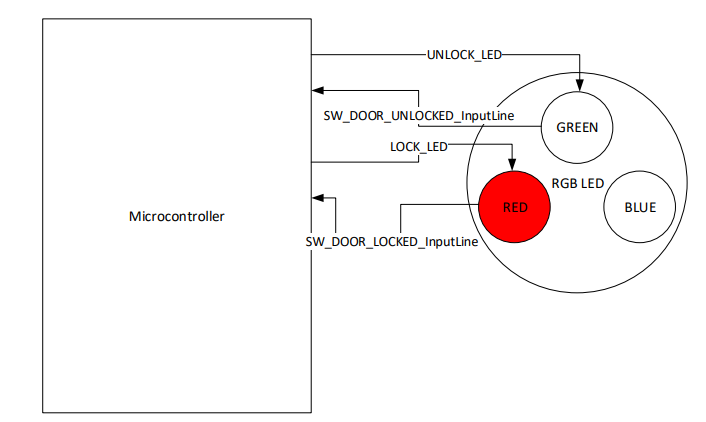 UNLOCK_LED
SW_DOOR_UNLOCKED_InputLine
GREEN
LOCK_LED
RGB LED
RED
BLUE
Microcontroller
SW_DOOR_LOCKED_InputLine